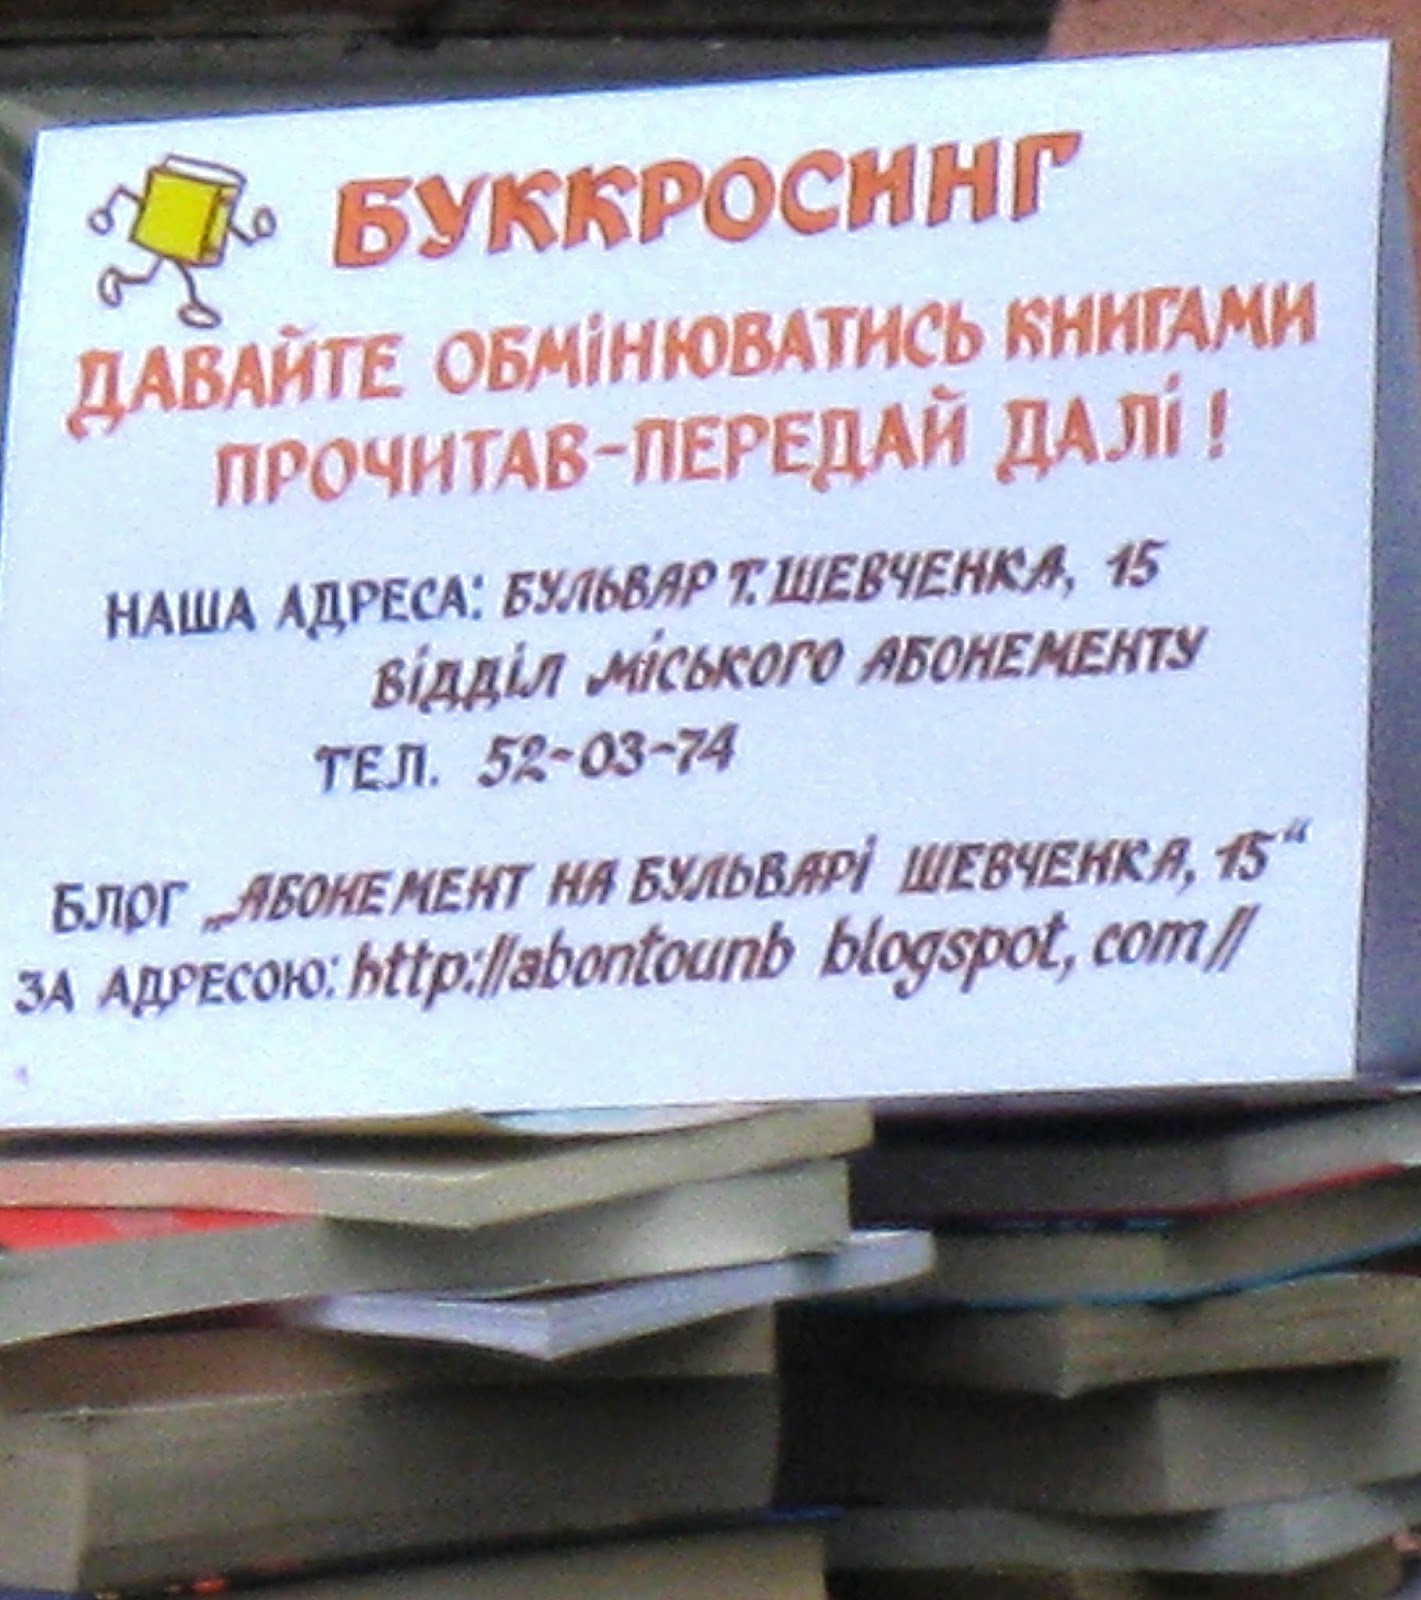 БУККРОСИНГ
ДАВАЙТЕ ОБМІНЮВАТИСЬ КНИГАМИ
ПРОЧИТАВ-ПЕРЕДАЙ ДАЛІ !
НАША АДРЕСА: БУЛЬВАР Т. ШЕВЧЕНКА, 15
ВІДДІЛ МІСЬКОГО АБОНЕМЕНТУ
ТЕЛ. 52-03-74
БЛОГ „АБОНЕМЕНТ НА БУЛЬВАРІ ШЕВЧЕНКА, 15“
ЗА АДРЕСОЮ: http://abontounb blogspot, com//